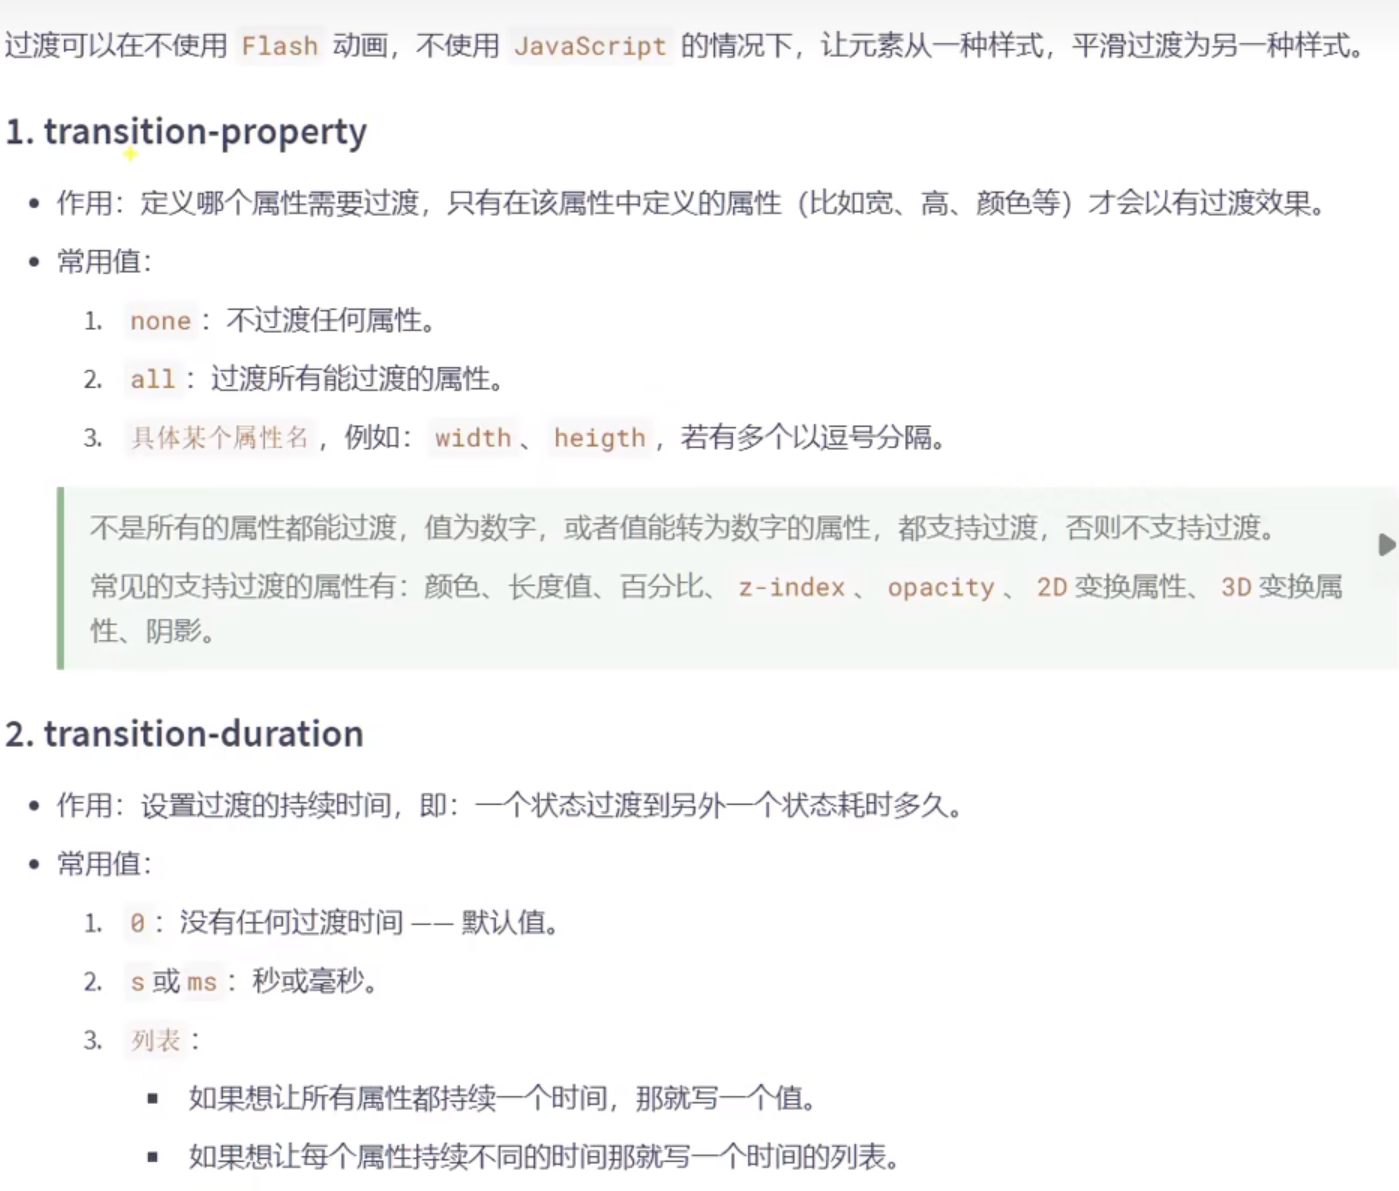 过渡可以在不使用 Flash 动画，不使用 JavaScript 的情况下，让元素从一种样式，平滑过渡为另一种样式。
1. transition-property
• 作用：定义哪个属性需要过渡，只有在该属性中定义的属性（比如宽、高、颜色等）才会以有过渡效果。
• 常用值：
1. none ：不过渡任何属性。
2. all ：过渡所有能过渡的属性。
3. 具体某个属性名 ，例如： width 、 heigth ，若有多个以逗号分隔。
不是所有的属性都能过渡，值为数字，或者值能转为数字的属性，都支持过渡，否则不支持过渡。
常见的支持过渡的属性有：颜色、长度值、百分比、 z-index 、 opacity 、 2D 变换属性、 3D 变换属
性、阴影。
2. transition-duration
• 作用：设置过渡的持续时间，即：一个状态过渡到另外一个状态耗时多久。
• 常用值：
1. 0 ：没有任何过渡时间 —— 默认值。
2. s 或 ms ：秒或毫秒。
3. 列表 ：
▪ 如果想让所有属性都持续一个时间，那就写一个值。
▪ 如果想让每个属性持续不同的时间那就写一个时间的列表。